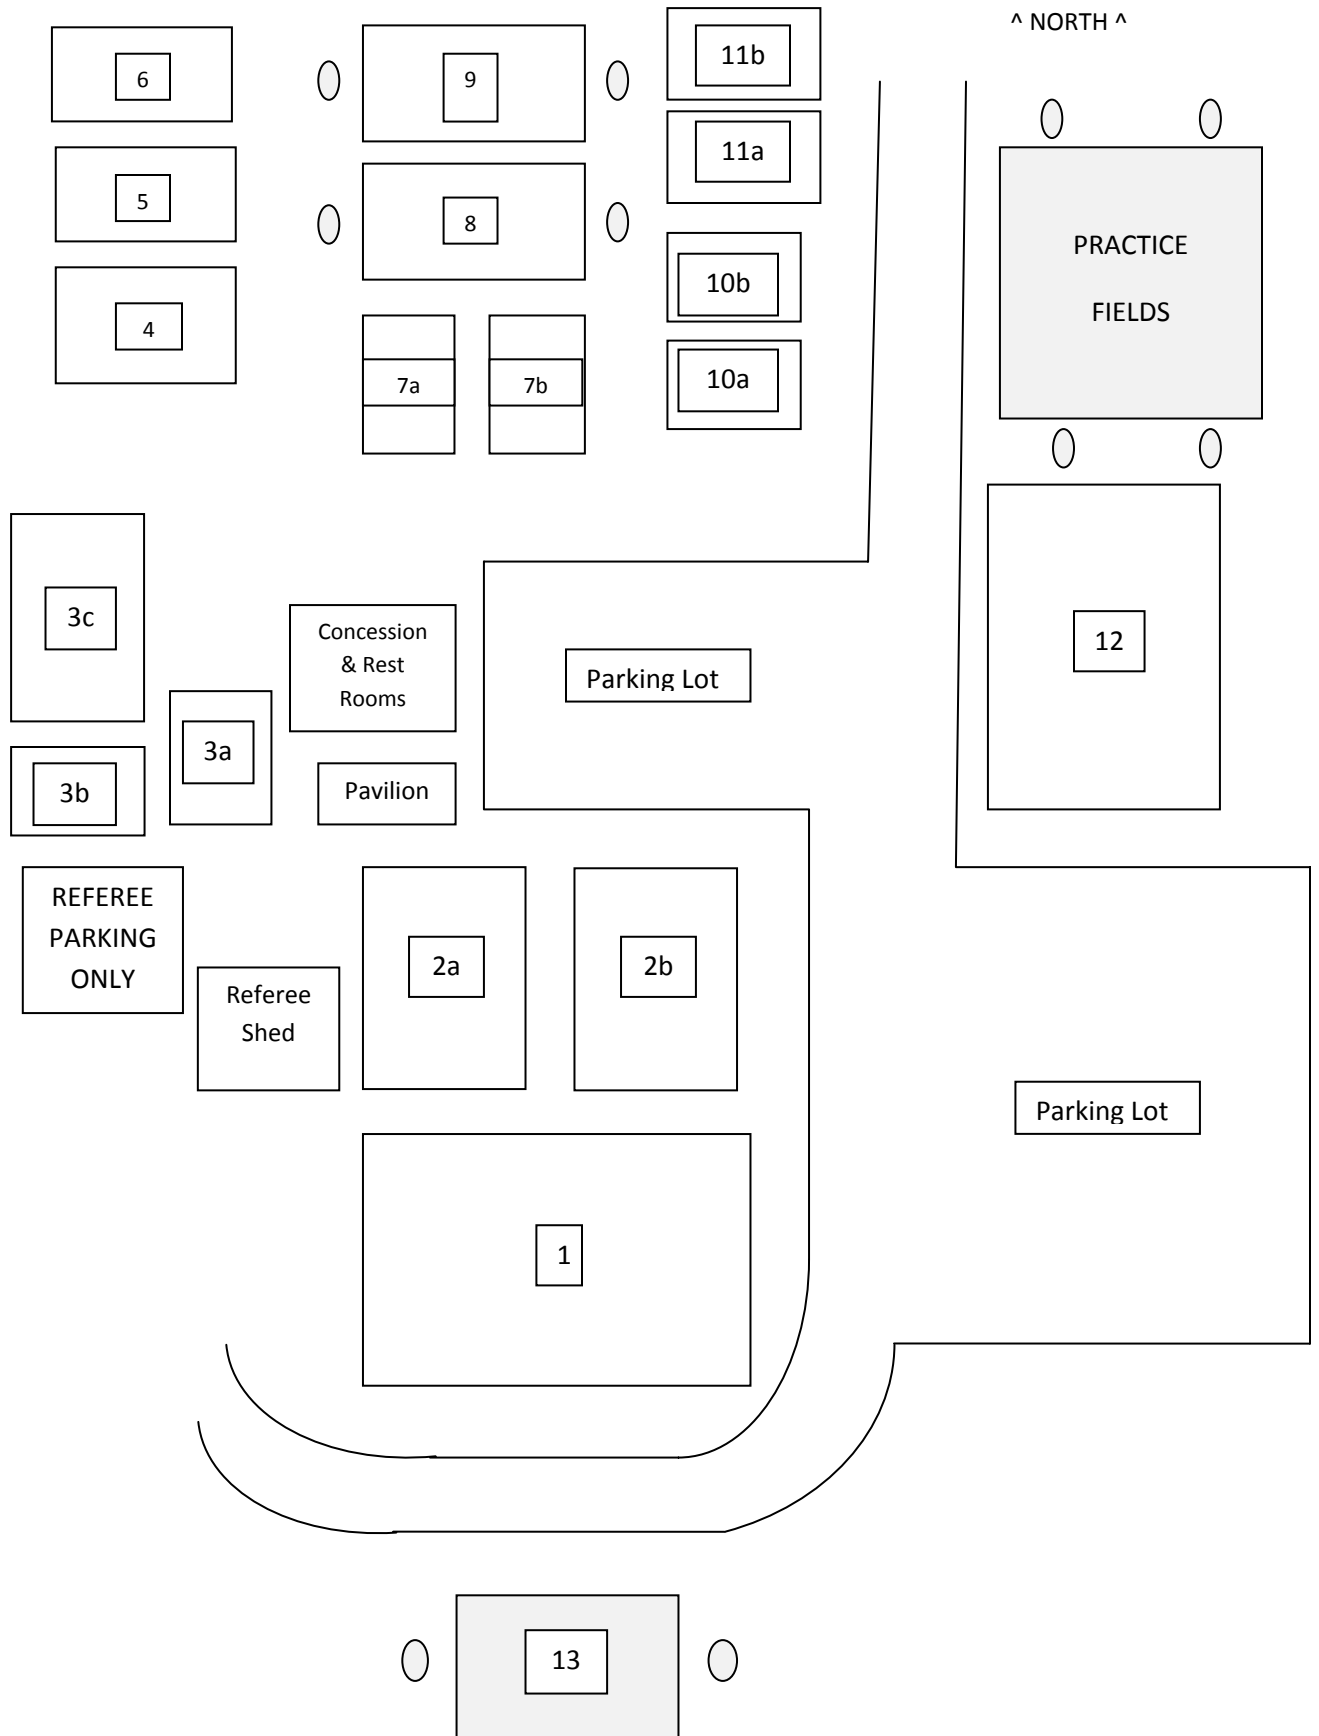 ^ NORTH ^
6
9
11b
11a
5
8
PRACTICE
FIELDS
10b
4
10a
7a
7b
3c
Concession
& Rest
Rooms
Parking Lot
12
3a
3b
Pavilion
REFEREE
PARKING
ONLY
2a
2b
Referee
Shed
Parking Lot
1
13